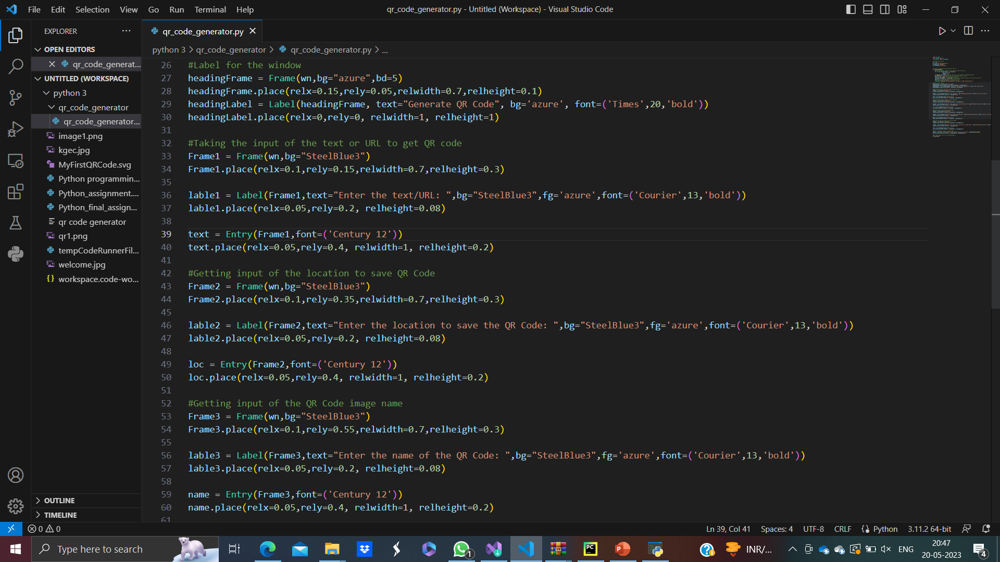 File Edit Selection View Go Run Terminal Help
qr_code_generator.py - Untitled (Workspace) - Visual Studio Code
EXPLORER
OPEN EDITORS
qr_code_generat...
UNTITLED (WORKSPACE)
python 3
qr_code_generator
qr_code_generator...
image1.png
kgec.jpg
MyFirstQRCode.svg
Python programmin...
Python_assignment....
Python_final_assign...
qr code generator
qr1.png
tempCodeRunnerFil...
welcome.jpg
workspace.code-wo...
OUTLINE
TIMELINE
qr_code_generator.py
python 3 > qr_code_generator > qr_code_generator.py > ...
26 #Label for the window
27 headingFrame = Frame(wn,bg="azure",bd=5)
28 headingFrame.place(relx=0.15,rely=0.05,relwidth=0.7,relheight=0.1)
29 headingLabel = Label(headingFrame, text="Generate QR Code", bg='azure', font=('Times',20,'bold'))
30 headingLabel.place(relx=0,rely=0, relwidth=1, relheight=1)
31
32 #Taking the input of the text or URL to get QR code
33 Frame1 = Frame(wn,bg="SteelBlue3")
34 Frame1.place(relx=0.1,rely=0.15,relwidth=0.7,relheight=0.3)
35
36 lable1 = Label(Frame1,text="Enter the text/URL: ",bg="SteelBlue3",fg='azure',font=('Courier',13,'bold'))
37 lable1.place(relx=0.05,rely=0.2, relheight=0.08)
38
39 text = Entry(Frame1,font=('Century 12'))
40 text.place(relx=0.05,rely=0.4, relwidth=1, relheight=0.2)
41
42 #Getting input of the location to save QR Code
43 Frame2 = Frame(wn,bg="SteelBlue3")
44 Frame2.place(relx=0.1,rely=0.35,relwidth=0.7,relheight=0.3)
45
46 lable2 = Label(Frame2,text="Enter the location to save the QR Code: ",bg="SteelBlue3",fg='azure',font=('Courier',13,'bold'))
47 lable2.place(relx=0.05,rely=0.2, relheight=0.08)
48
49 loc = Entry(Frame2,font=('Century 12'))
50 loc.place(relx=0.05,rely=0.4, relwidth=1, relheight=0.2)
51
52 #Getting input of the QR Code image name
53 Frame3 = Frame(wn,bg="SteelBlue3")
54 Frame3.place(relx=0.1,rely=0.55,relwidth=0.7,relheight=0.3)
55
56 lable3 = Label(Frame3,text="Enter the name of the QR Code: ",bg="SteelBlue3",fg='azure',font=('Courier',13,'bold'))
57 lable3.place(relx=0.05,rely=0.2, relheight=0.08)
58
59 name = Entry(Frame3,font=('Century 12'))
60 name.place(relx=0.05,rely=0.4, relwidth=1, relheight=0.2)
61
0 0
Ln 39, Col 41 Spaces: 4 UTF-8 CRLF Python 3.11.2 64-bit
Type here to search
1
PC
P
INR/...
ENG
20:47
20-05-2023
4